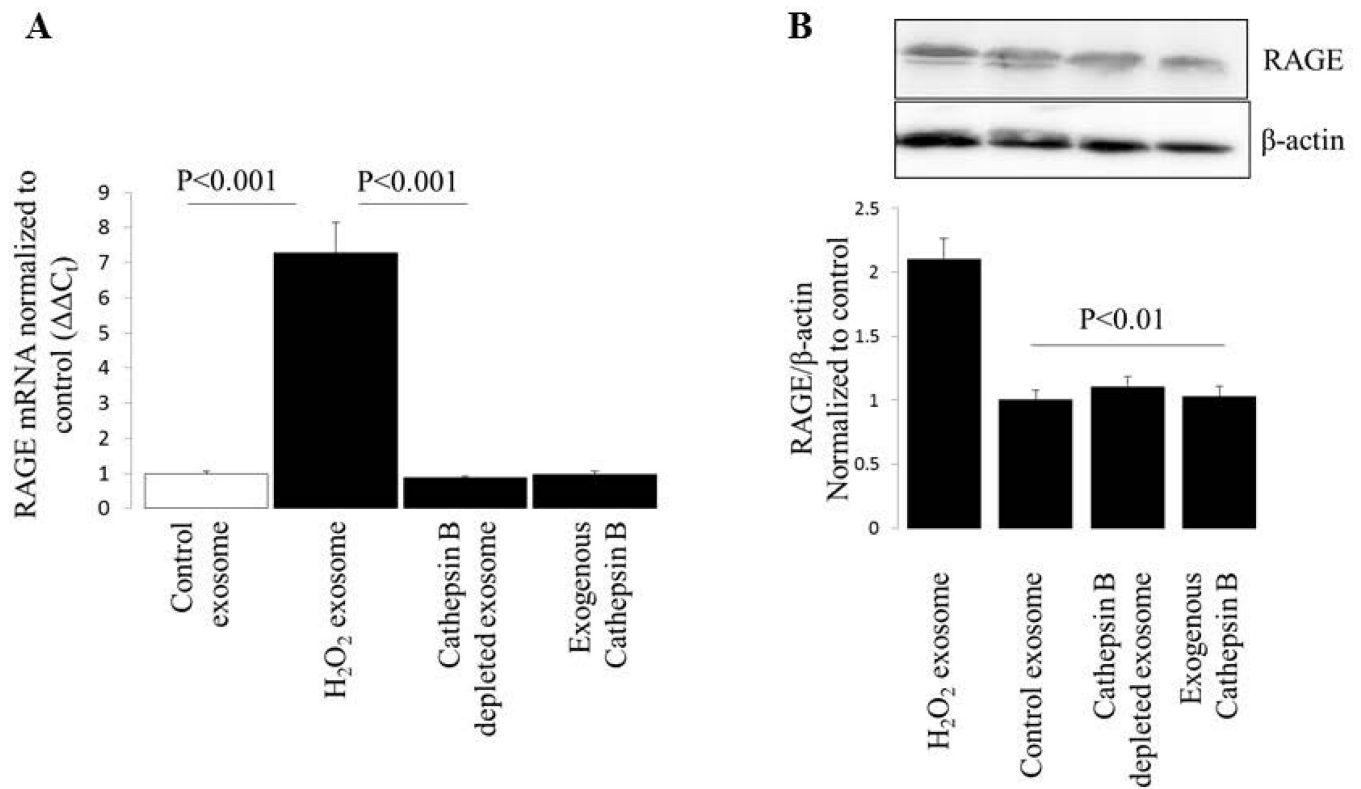 A
RAGE mRNA normalized to
control (ΔΔCt)
9
8
7
6
5
4
3
2
1
0
P<0.001
P<0.001
Control
exosome
H₂O₂ exosome
Cathepsin B
depleted exosome
Exogenous
Cathepsin B
B
RAGE
β-actin
RAGE/β-actin
Normalized to control
2.5
2
1.5
1
0.5
0
P<0.01
H₂O₂ exosome
Control exosome
Cathepsin B
depleted exosome
Exogenous
Cathepsin B